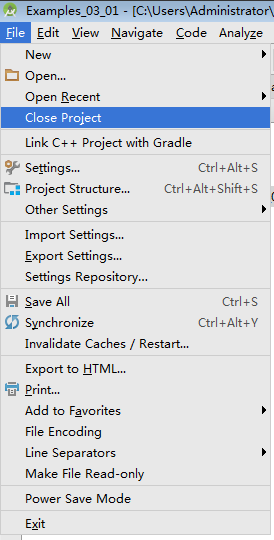 Examples_03_01 - [C:\Users\Administrator\
File Edit View Navigate Code Analyze
New
Open...
Open Recent
Close Project
Link C++ Project with Gradle
Settings... Ctrl+Alt+S
Project Structure... Ctrl+Alt+Shift+S
Other Settings
Import Settings...
Export Settings...
Settings Repository...
Save All Ctrl+S
Synchronize Ctrl+Alt+Y
Invalidate Caches / Restart...
Export to HTML...
Print...
Add to Favorites
File Encoding
Line Separators
Make File Read-only
Power Save Mode
Exit